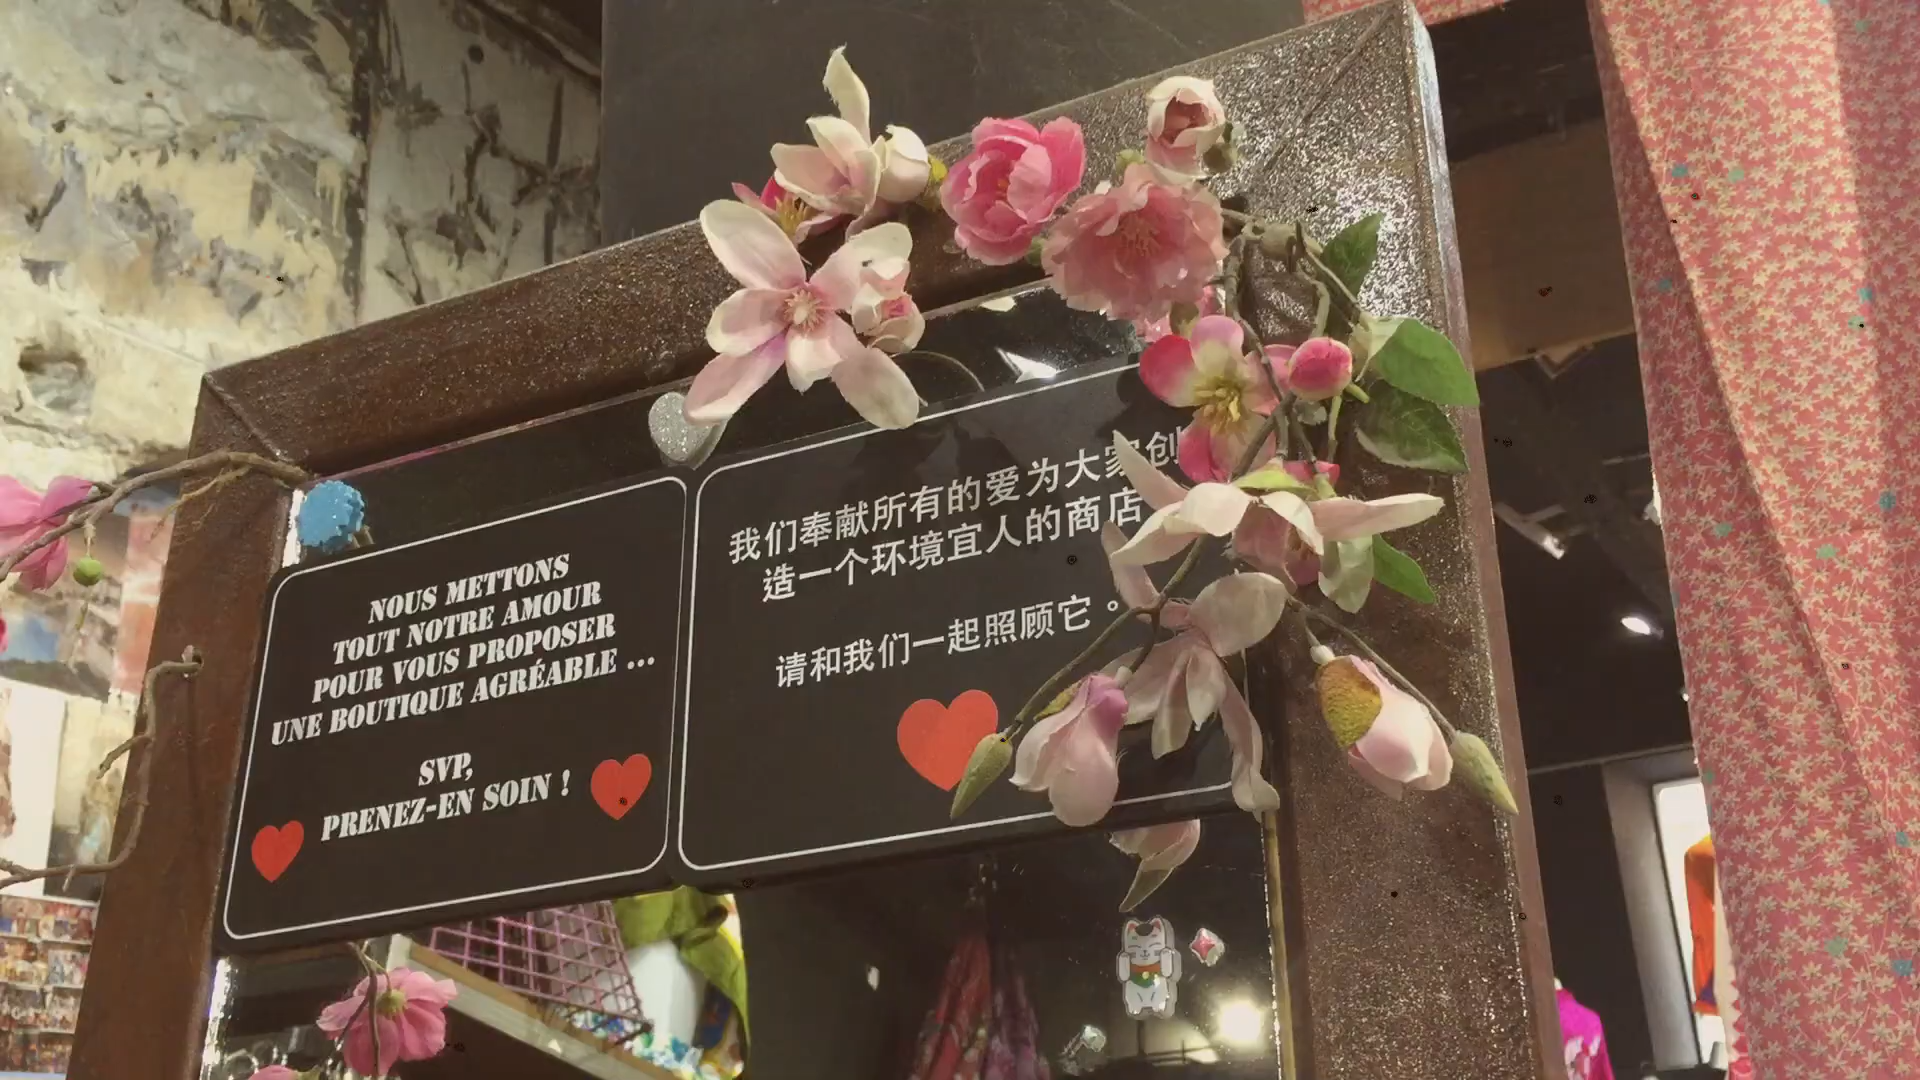 NOUS METTONS
TOUT NOTRE AMOUR
POUR VOUS PROPOSER
UNE BOUTIQUE AGRÉABLE ...
SVP,
PRENEZ-EN SOIN !
我们奉献所有的爱为大家创
造一个环境宜人的商店
请和我们一起照顾它。